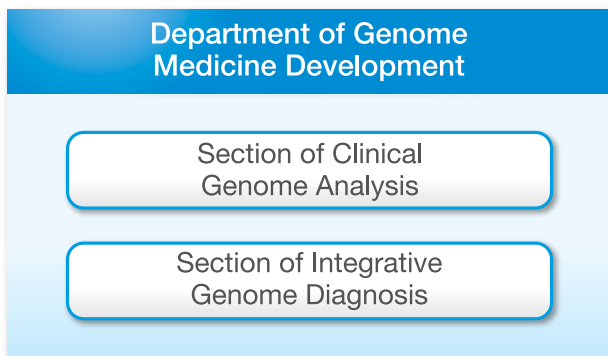 Department of Genome
Medicine Development
Section of Clinical
Genome Analysis
Section of Integrative
Genome Diagnosis